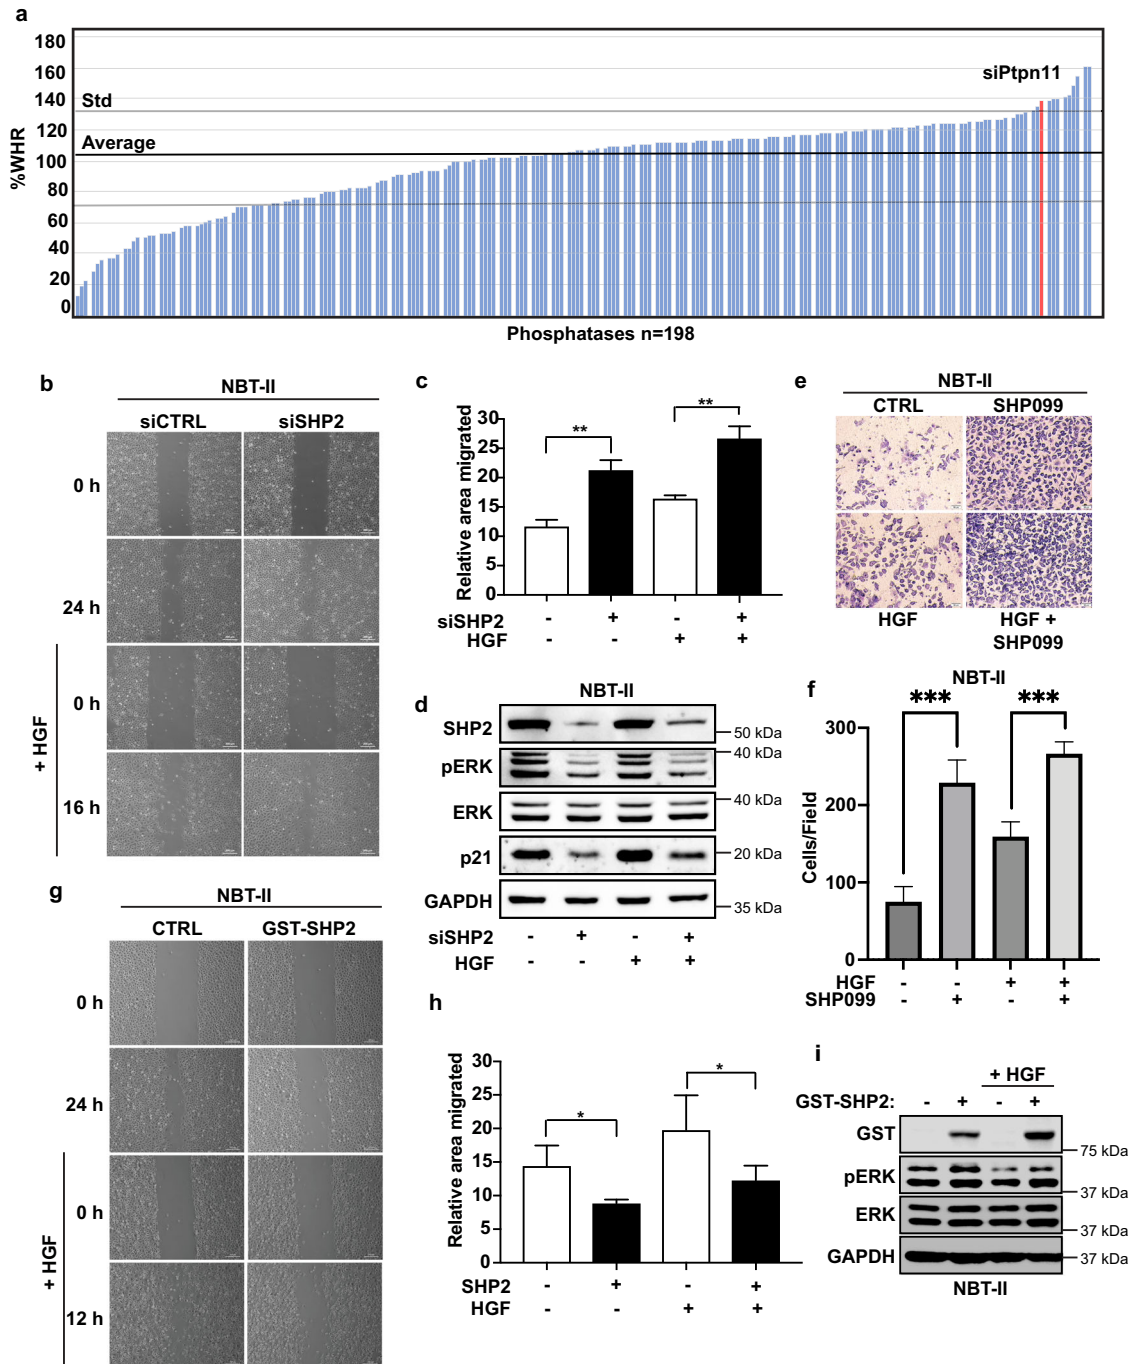 a
180
160
140
120
100
80
60
40
20
0
%WHR
Std
Average
siPtpn11
Phosphatases n=198
b
NBT-II
siCTRL siSHP2
0 h
24 h
0 h
16 h
+ HGF
c
30
25
20
15
10
5
0
Relative area migrated
** **
siSHP2 - + - +
HGF - - + +
d
NBT-II
SHP2
50 kDa
40 kDa
pERK
40 kDa
ERK
p21
20 kDa
GAPDH
35 kDa
siSHP2 - + - +
HGF - - + +
e
NBT-II
CTRL SHP099
HGF HGF +
SHP099
f
NBT-II
*** ***
300
200
100
0
Cells/Field
HGF - - + +
SHP099 - + - +
g
NBT-II
CTRL GST-SHP2
0 h
24 h
0 h
12 h
+ HGF
h
30
25
20
15
10
5
0
Relative area migrated
* *
SHP2 - + - +
HGF - - + +
i
+ HGF
GST-SHP2: - + - +
GST
75 kDa
pERK
37 kDa
ERK
37 kDa
GAPDH
37 kDa
NBT-II